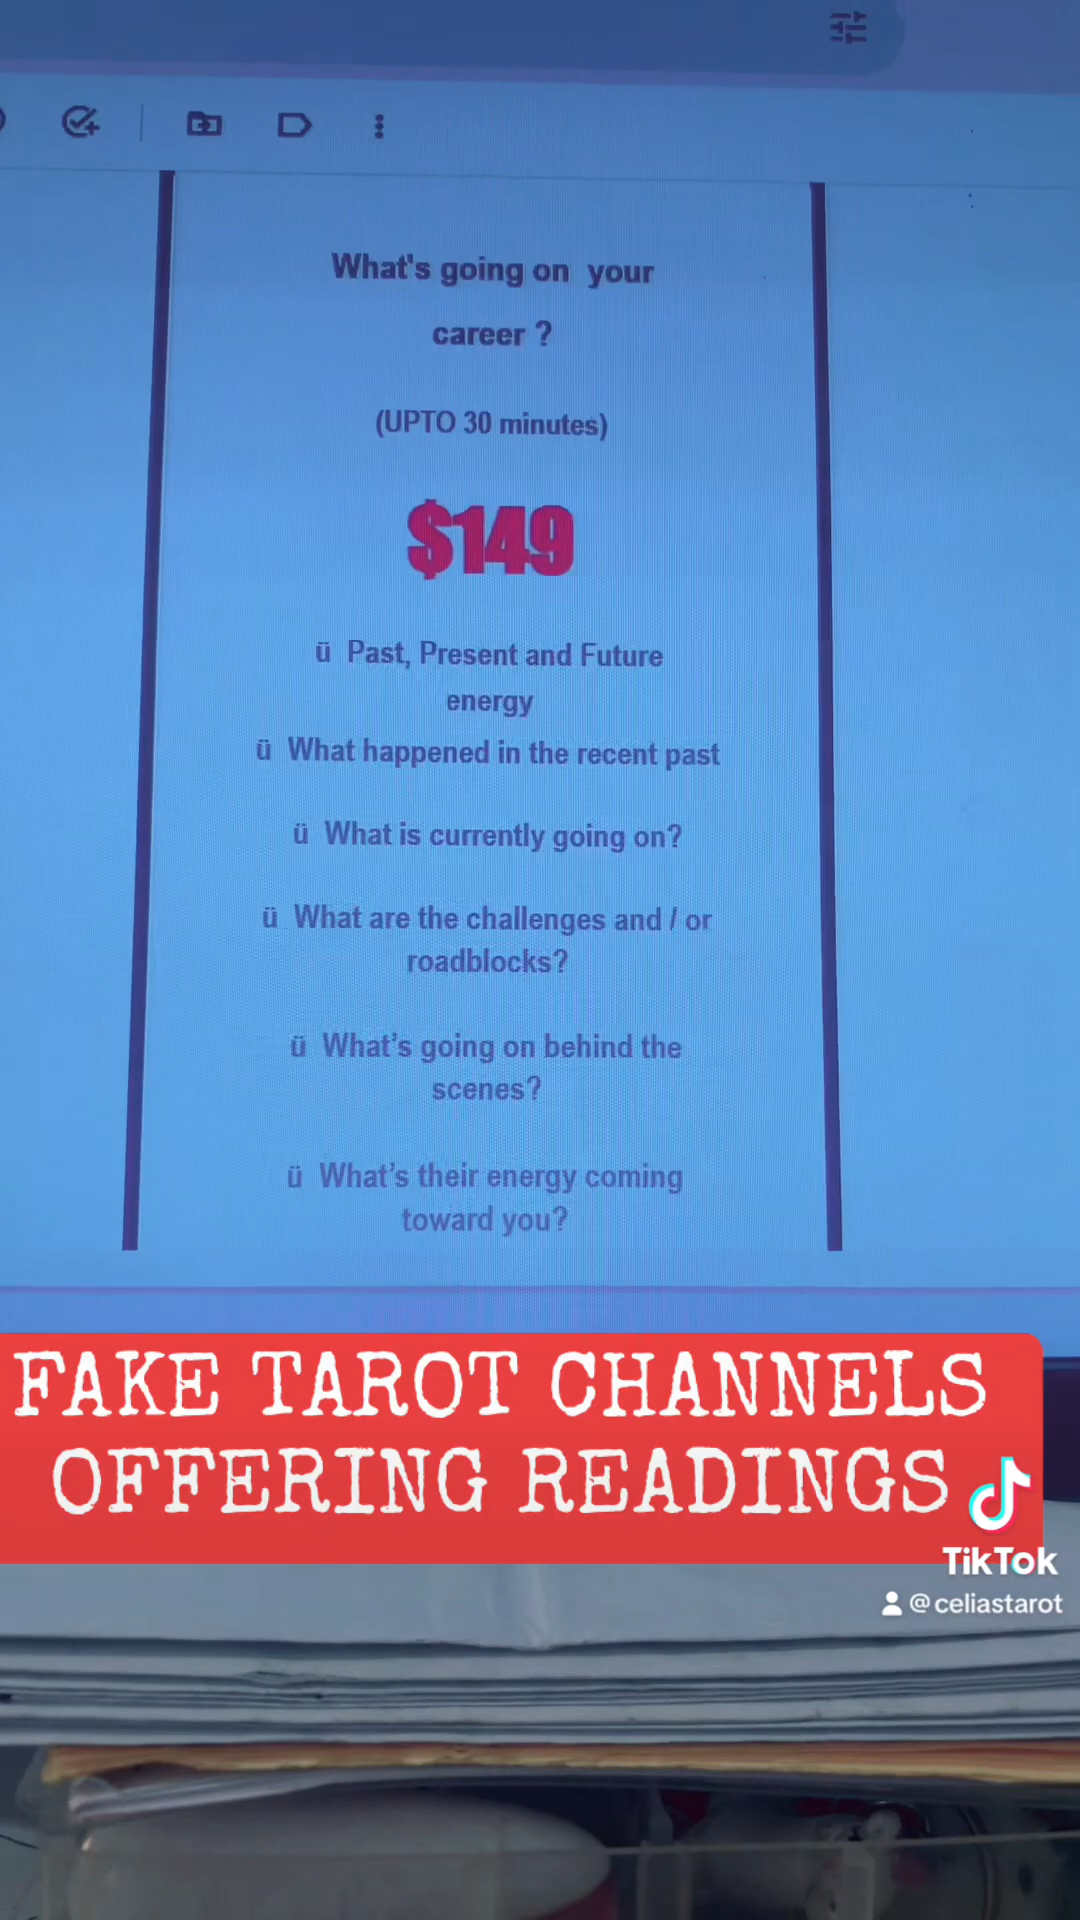 What's going on your
career ?
(UPTO 30 minutes)
$149
ü Past, Present and Future
energy
ü What happened in the recent past
ü What is currently going on?
ü What are the challenges and / or
roadblocks?
ü What's going on behind the
scenes?
ü What's their energy coming
toward you?
FAKE TAROT CHANNELS
OFFERING READINGS
TikTok
@celiastarot